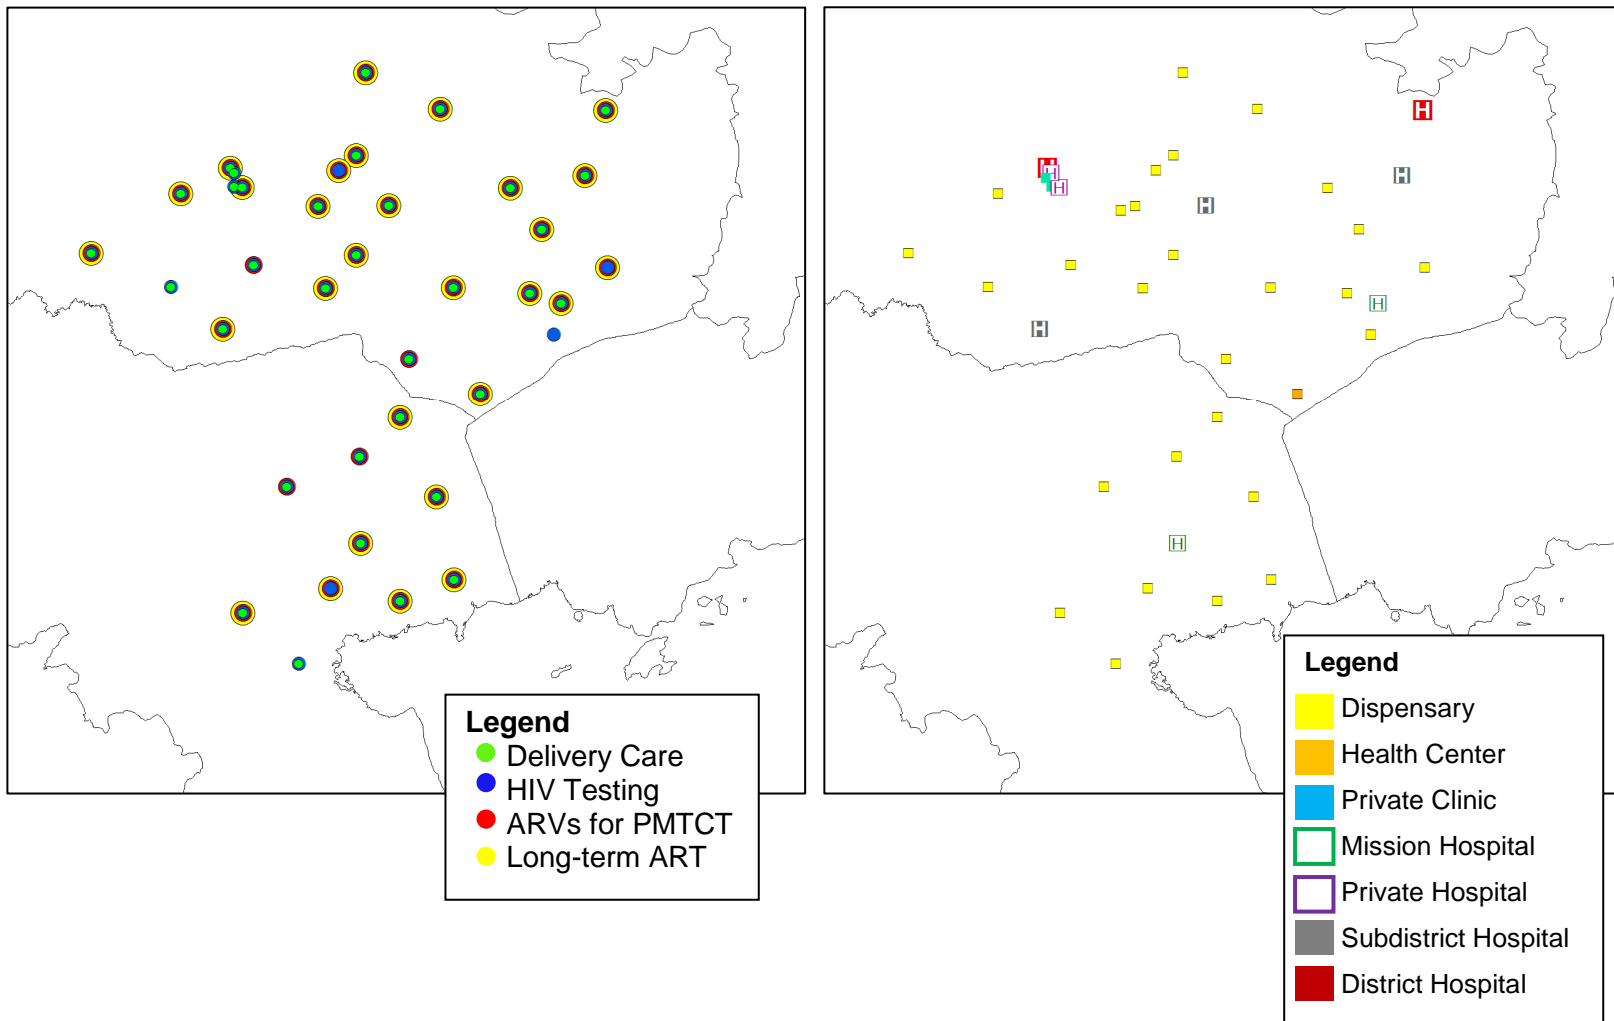 H
H
H
H
H
H
H
H
H
Legend
Delivery Care
HIV Testing
ARVs for PMTCT
Long-term ART
Legend
Dispensary
Health Center
Private Clinic
Mission Hospital
Private Hospital
Subdistrict Hospital
District Hospital